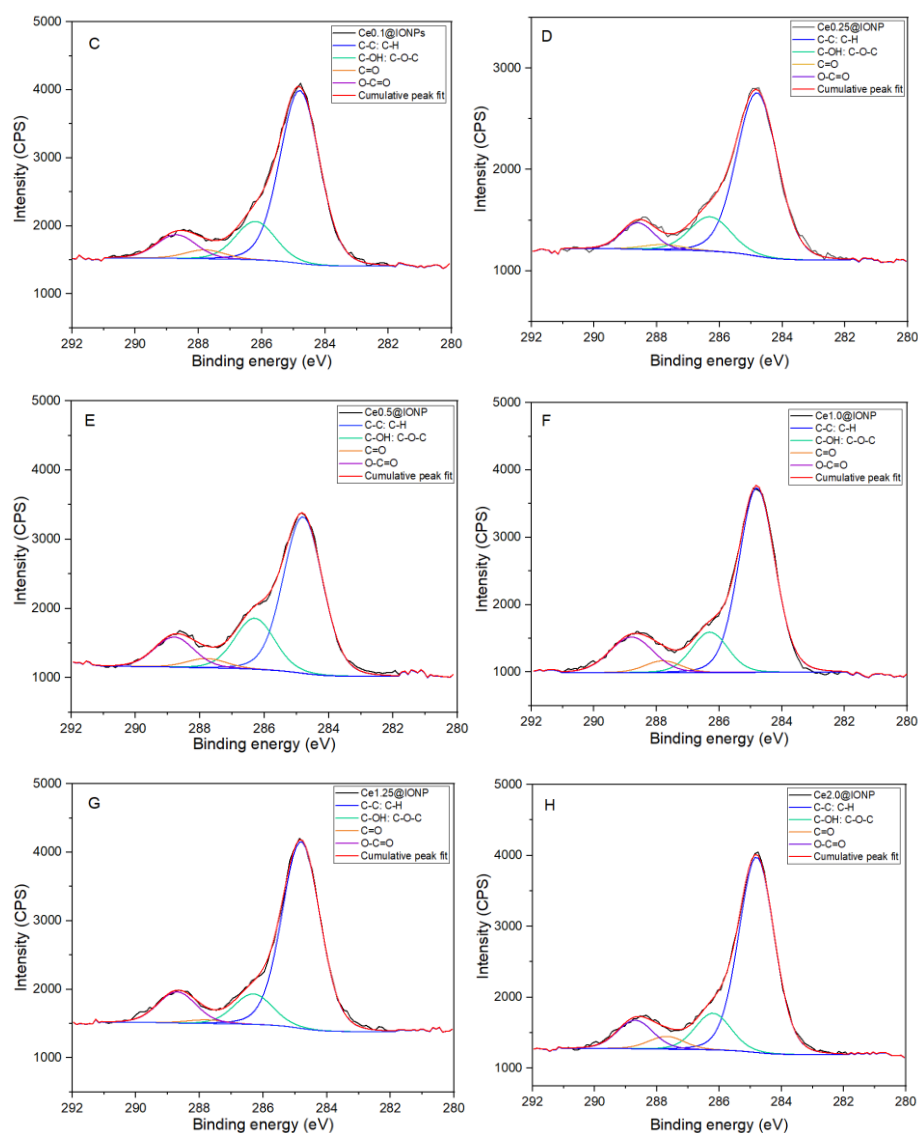 C
Ce0.1@IONPs
C-C: C-H
C-OH: C-O-C
C=O
O-C=O
Cumulative peak fit
5000
4000
3000
2000
1000
Intensity (CPS)
292 290 288 286 284 282 280
Binding energy (eV)
D
Ce0.25@IONP
C-C: C-H
C-OH: C-O-C
C=O
O-C=O
Cumulative peak fit
3000
2000
1000
Intensity (CPS)
292 290 288 286 284 282 280
Binding energy (eV)
E
Ce0.5@IONP
C-C: C-H
C-OH: C-O-C
C=O
O-C=O
Cumulative peak fit
5000
4000
3000
2000
1000
Intensity (CPS)
292 290 288 286 284 282 280
Binding energy (eV)
F
Ce1.0@IONP
C-C: C-H
C-OH: C-O-C
C=O
O-C=O
Cumulative peak fit
5000
4000
3000
2000
1000
Intensity (CPS)
292 290 288 286 284 282 280
Binding energy (eV)
G
Ce1.25@IONP
C-C: C-H
C-OH: C-O-C
C=O
O-C=O
Cumulative peak fit
5000
4000
3000
2000
1000
Intensity (CPS)
292 290 288 286 284 282 280
Binding energy (eV)
H
Ce2.0@IONP
C-C: C-H
C-OH: C-O-C
C=O
O-C=O
Cumulative peak fit
5000
4000
3000
2000
1000
Intensity (CPS)
292 290 288 286 284 282 280
Binding energy (eV)